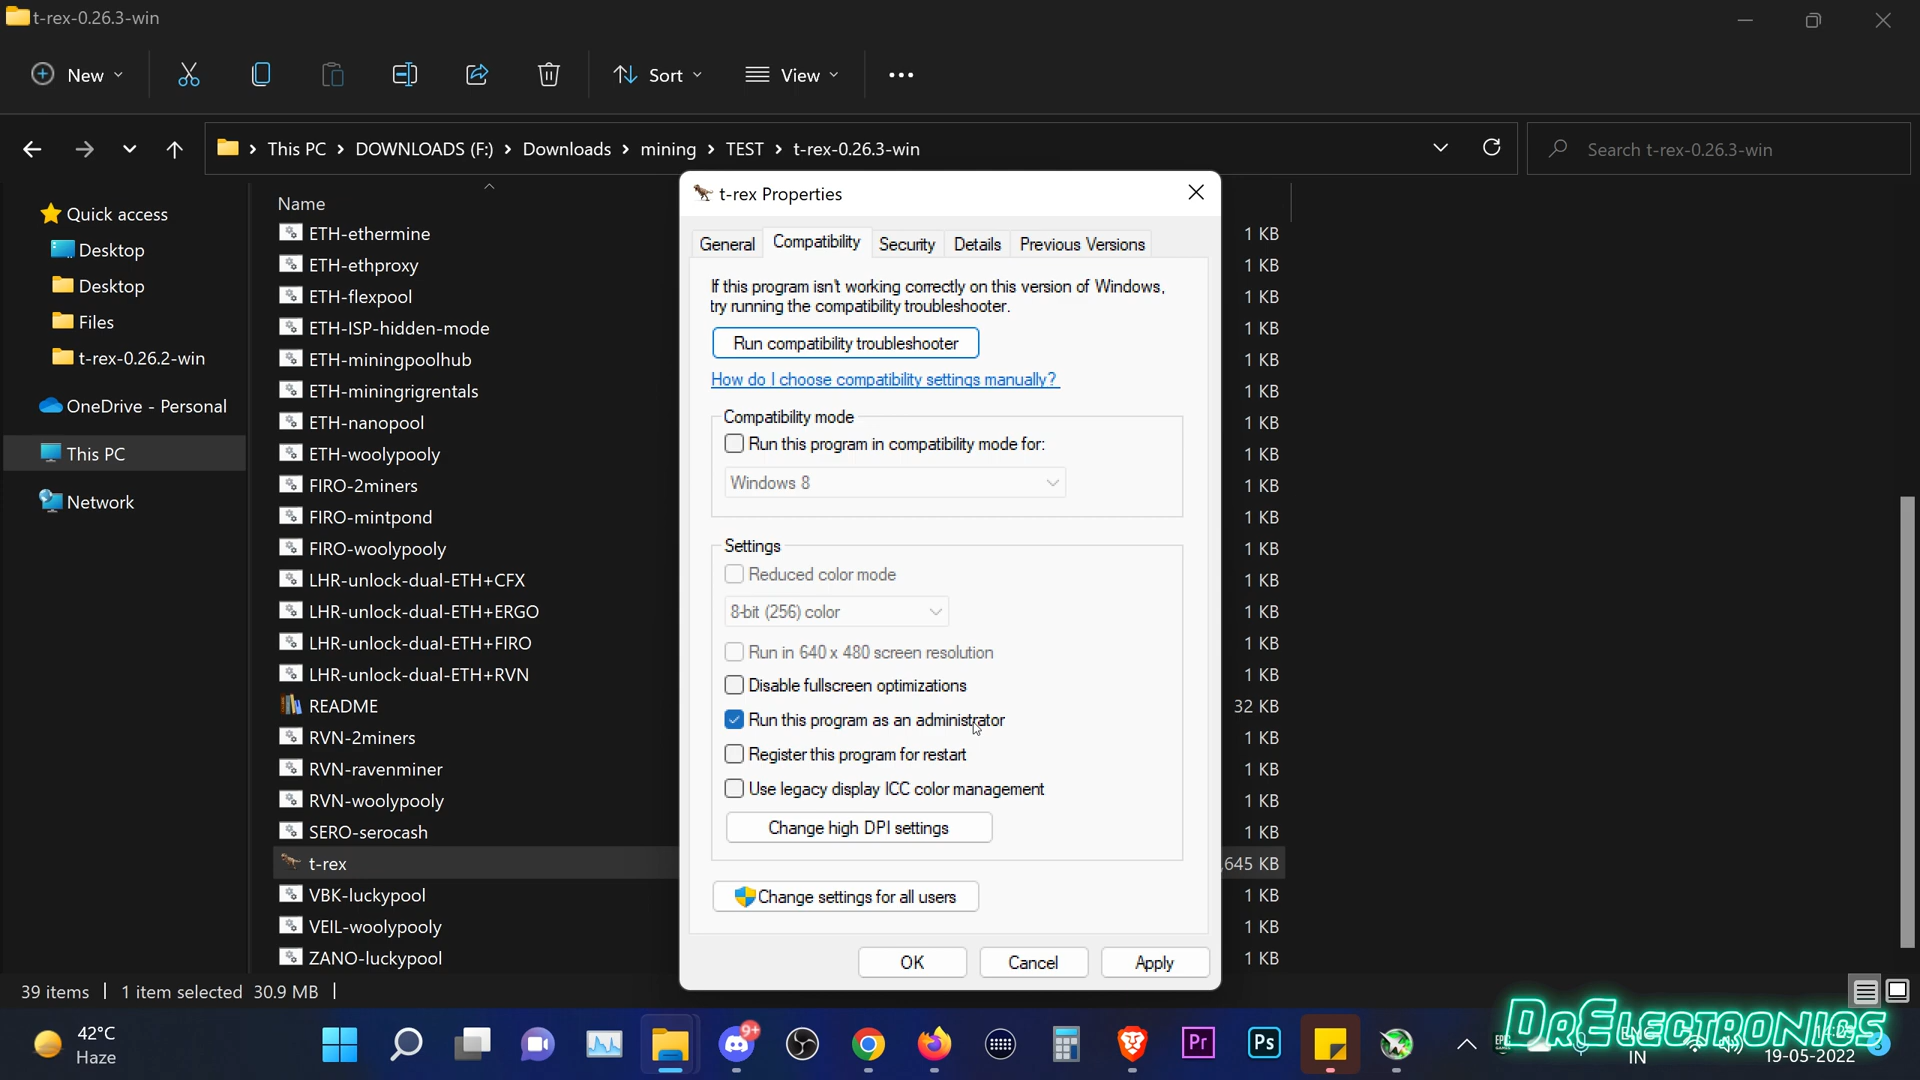 t-rex-0.26.3-win
New
Sort
View
This PC > DOWNLOADS (F:) > Downloads > mining > TEST > t-rex-0.26.3-win
Search t-rex-0.26.3-win
Quick access
Desktop
Desktop
Files
t-rex-0.26.2-win
OneDrive - Personal
This PC
Network
Name
ETH-ethermine 1 KB
ETH-ethproxy 1 KB
ETH-flexpool 1 KB
ETH-ISP-hidden-mode 1 KB
ETH-miningpoolhub 1 KB
ETH-miningrigrentals 1 KB
ETH-nanopool 1 KB
ETH-woolypooly 1 KB
FIRO-2miners 1 KB
FIRO-mintpond 1 KB
FIRO-woolypooly 1 KB
LHR-unlock-dual-ETH+CFX 1 KB
LHR-unlock-dual-ETH+ERGO 1 KB
LHR-unlock-dual-ETH+FIRO 1 KB
LHR-unlock-dual-ETH+RVN 1 KB
README 32 KB
RVN-2miners 1 KB
RVN-ravenminer 1 KB
RVN-woolypooly 1 KB
SERO-serocash 1 KB
t-rex ,645 KB
VBK-luckypool 1 KB
VEIL-woolypooly 1 KB
ZANO-luckypool 1 KB
t-rex Properties
General Compatibility Security Details Previous Versions
If this program isn't working correctly on this version of Windows,
try running the compatibility troubleshooter.
Run compatibility troubleshooter
How do I choose compatibility settings manually?
Compatibility mode
Run this program in compatibility mode for:
Windows 8
Settings
Reduced color mode
8-bit (256) color
Run in 640 x 480 screen resolution
Disable fullscreen optimizations
Run this program as an administrator
Register this program for restart
Use legacy display ICC color management
Change high DPI settings
Change settings for all users
OK Cancel Apply
39 items 1 item selected 30.9 MB
42°C
Haze
9+
Pr
Ps
EPIC GAMES
ENG
IN
19-05-2022
3
DRELECTRONICS